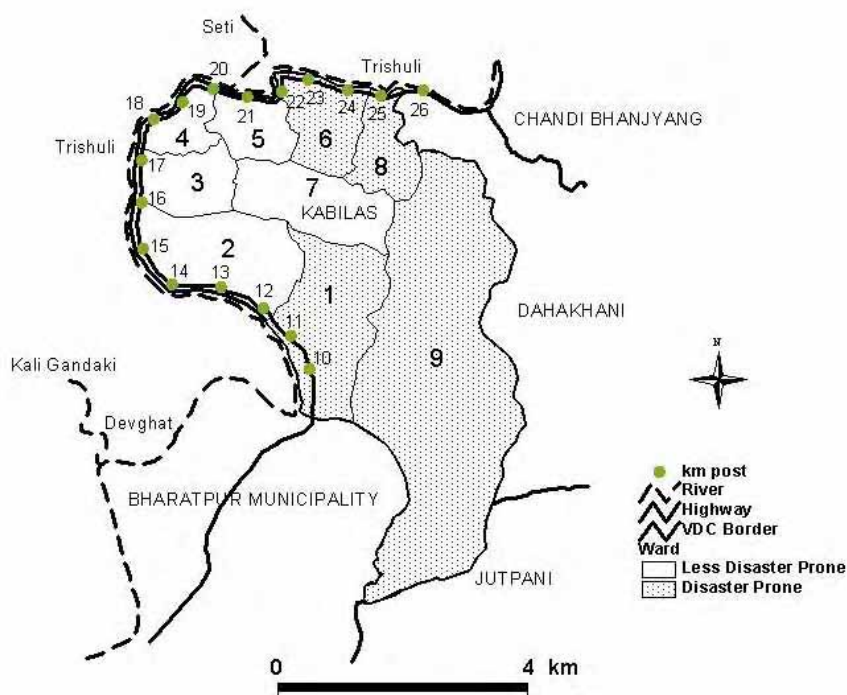 Seti
20
Trishuli
18
19
21
22
23
24
25
26
CHANDI BHANJYANG
4
5
6
8
Trishuli
17
3
7
16
KABILAS
15
2
14
13
12
1
11
DAHAKHANI
10
9
N
Kali Gandaki
Devghat
BHARATPUR MUNICIPALITY
JUTPANI
km post
River
Highway
VDC Border
Ward
Less Disaster Prone
Disaster Prone
0 4 km